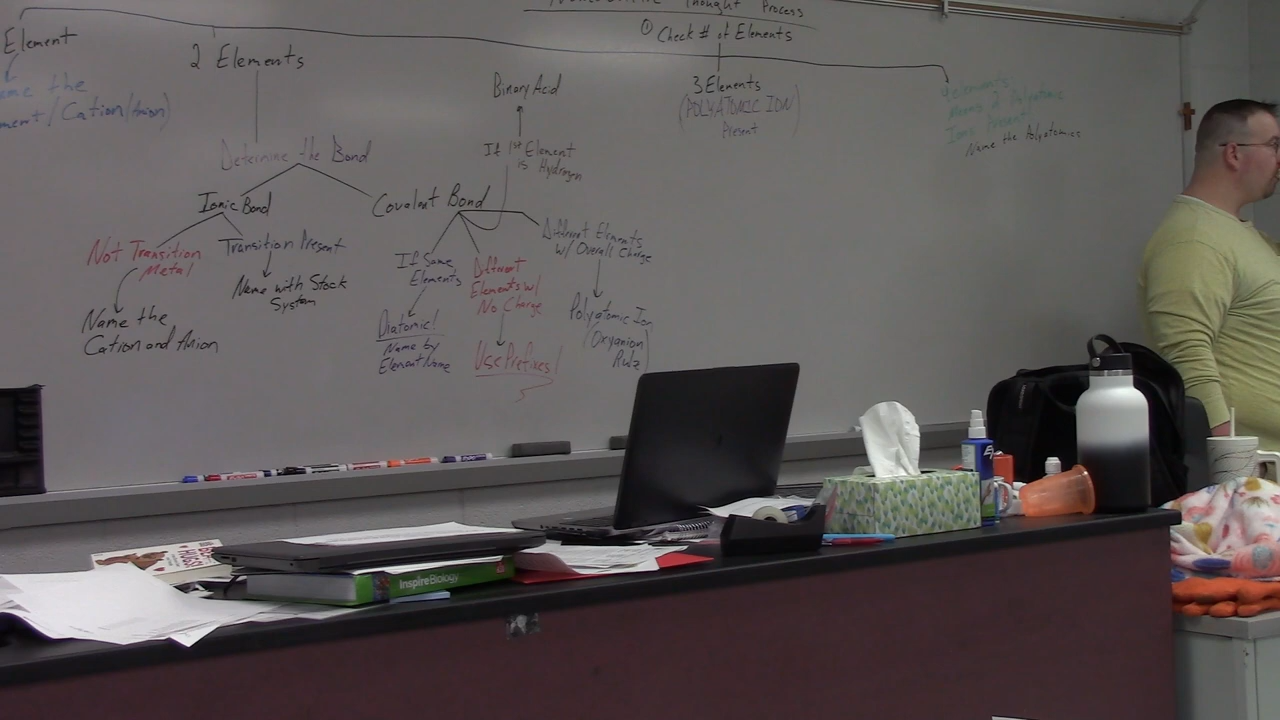 Thought Process
① Check # of Elements
Element
2 Elements
3 Elements
(POLYATOMIC ION)
Present
Name the Polyatomics
Binary Acid
If 1st Element
is Hydrogen
Determine the Bond
Ionic Bond
Covalent Bond
Not Transition
Metal
Name the
Cation and Anion
Transition Present
Name with Stock
System
If Same
Elements
Diatomic!
Name by
Element Name
Different
Elements w/
No Charge
Use Prefixes!
Different Elements
w/ Overall Charge
Polyatomic Ion
(Oxyanion
Rule)
the
/Cation/Anion)
Inspire Biology